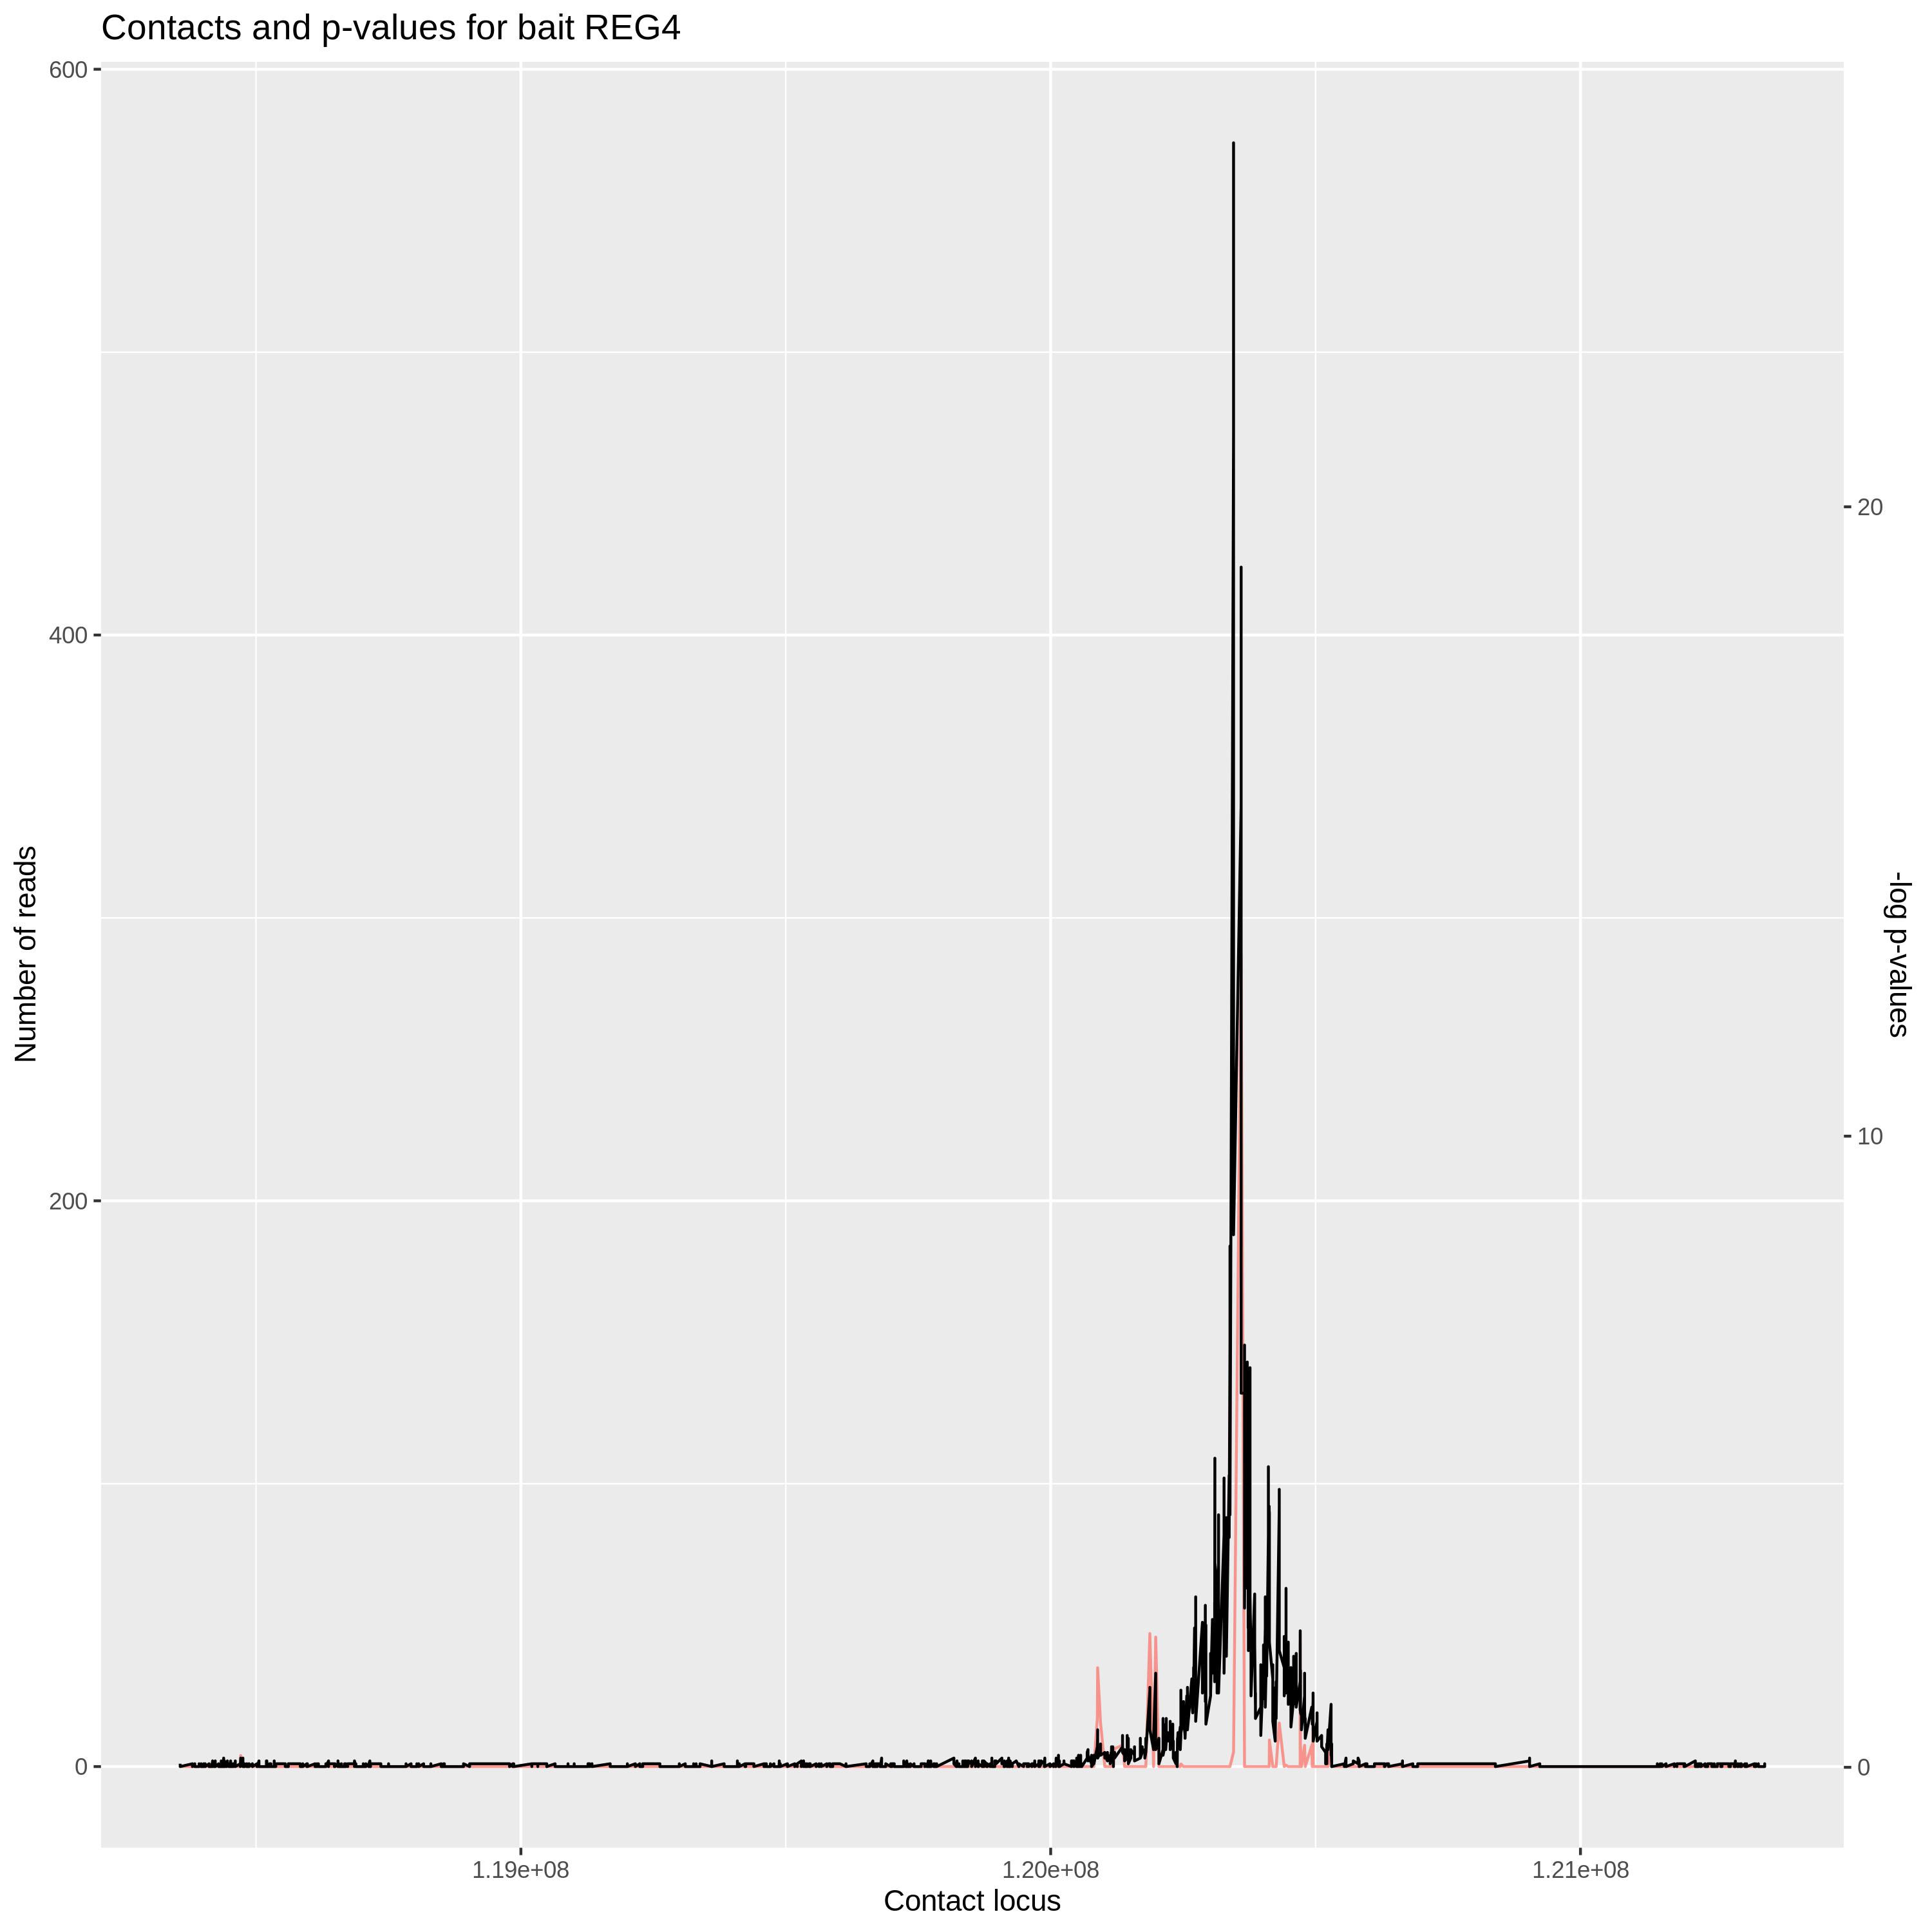 Contacts and p-values for bait REG4
600
400
200
0
Number of reads
20
10
0
-log p-values
1.19e+08
1.20e+08
1.21e+08
Contact locus